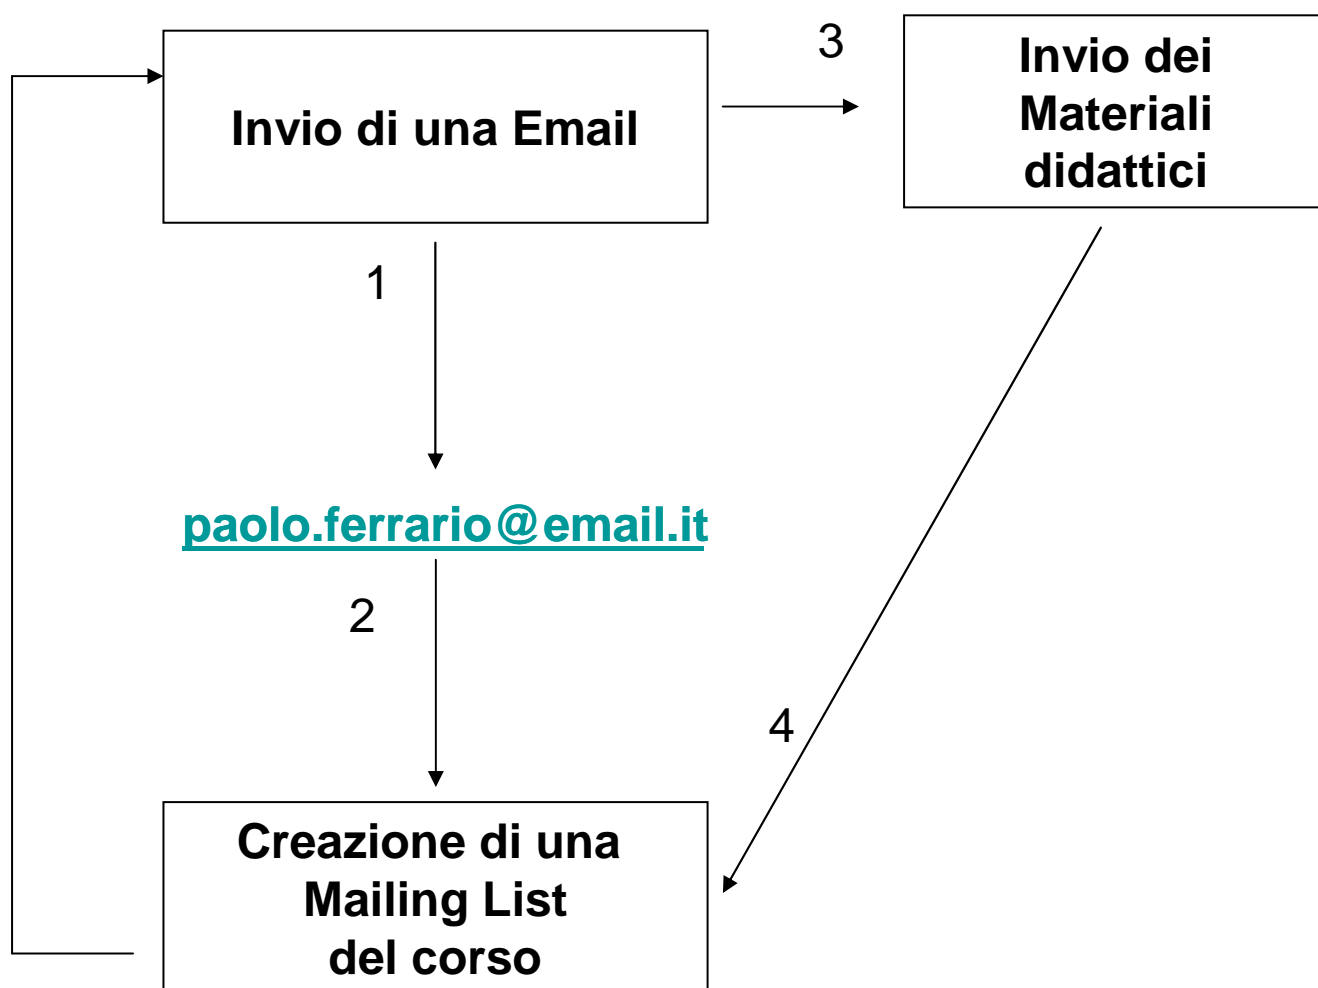 3
Invio dei
Materiali
didattici
Invio di una Email
1
paolo.ferrario@email.it
2
4
Creazione di una
Mailing List
del corso